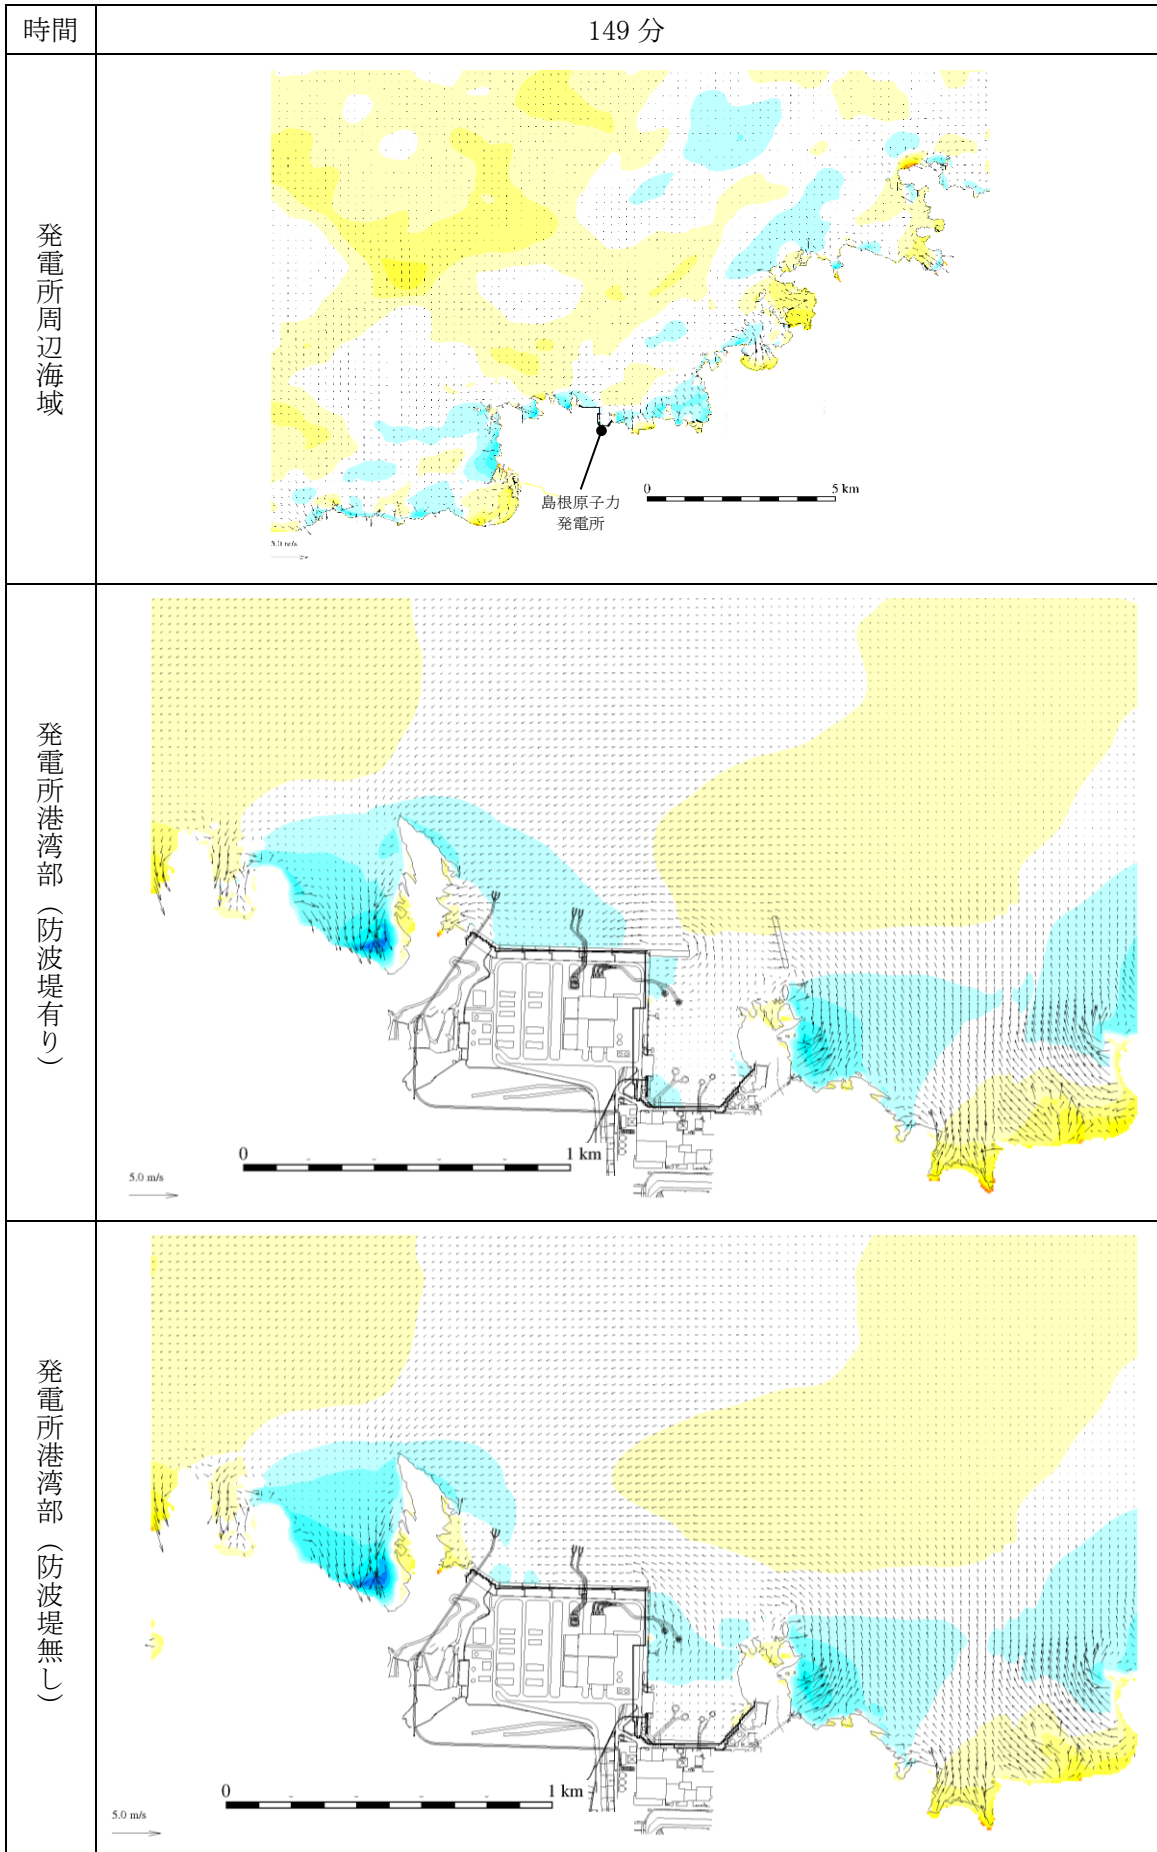 時間
149 分
発電所周辺海域
島根原子力
発電所
0 5 km
5.0 m/s
発電所港湾部（防波堤有り）
0 1 km
5.0 m/s
発電所港湾部（防波堤無し）
0 1 km
5.0 m/s